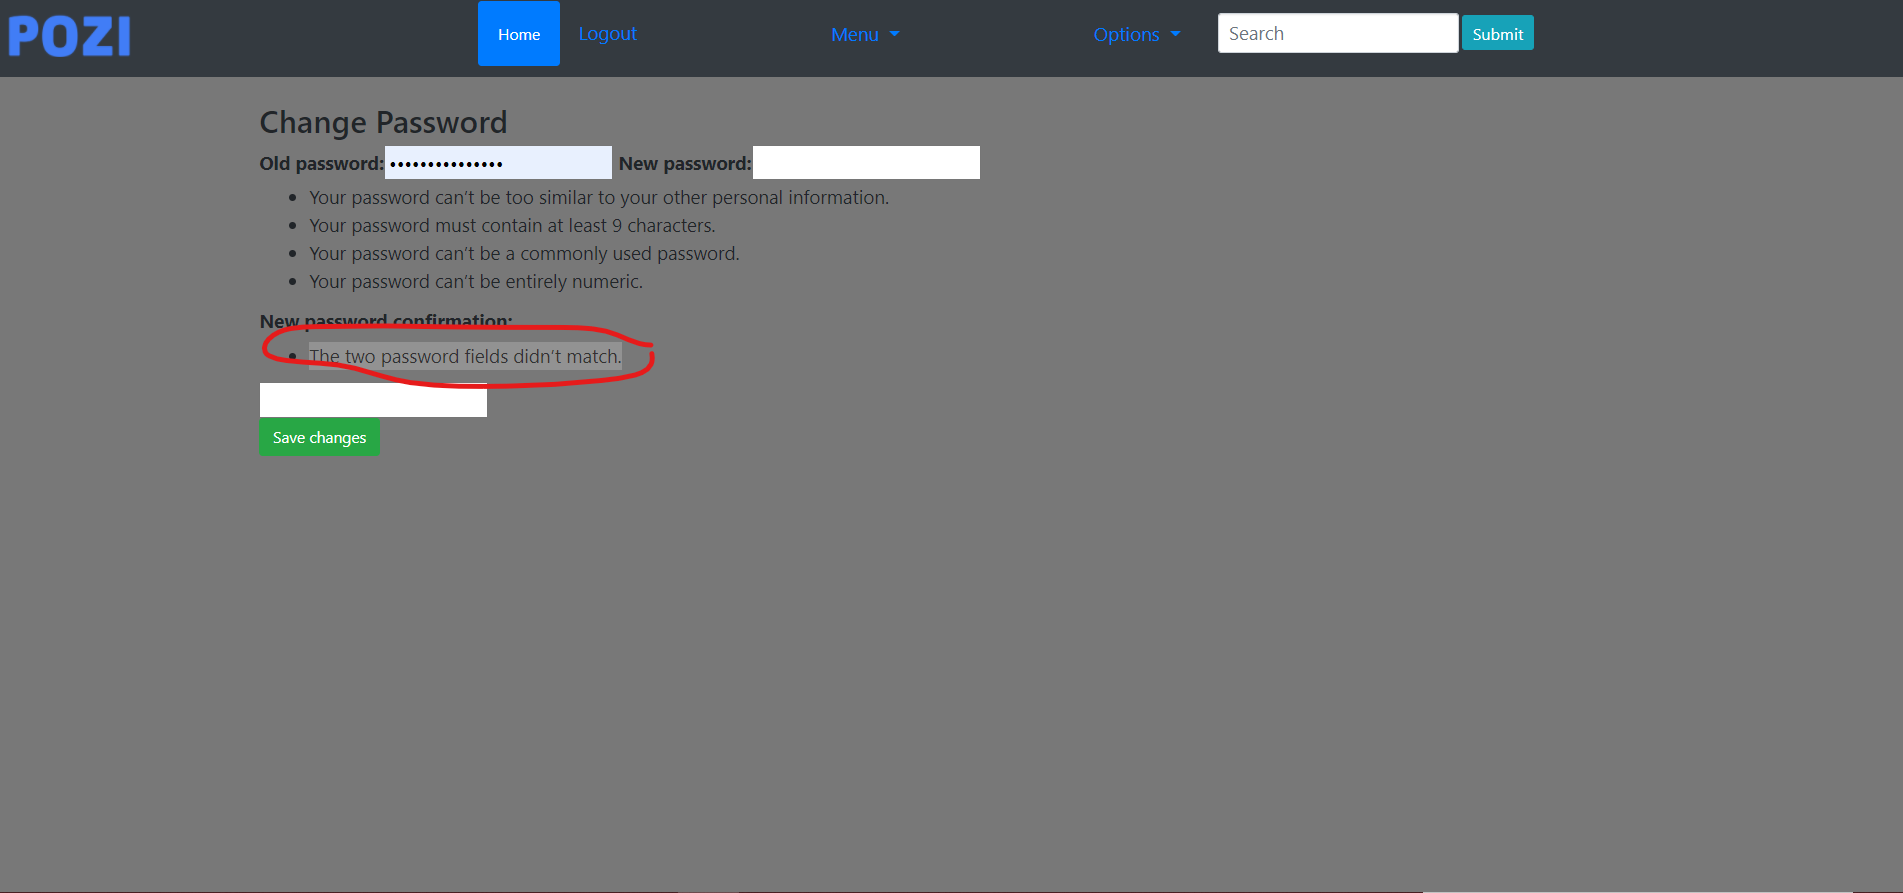 POZI
Home Logout Menu Options Search Submit
Change Password
Old password: ••••••••••••••• New password:
• Your password can't be too similar to your other personal information.
• Your password must contain at least 9 characters.
• Your password can't be a commonly used password.
• Your password can't be entirely numeric.
New password confirmation:
• The two password fields didn't match.
Save changes